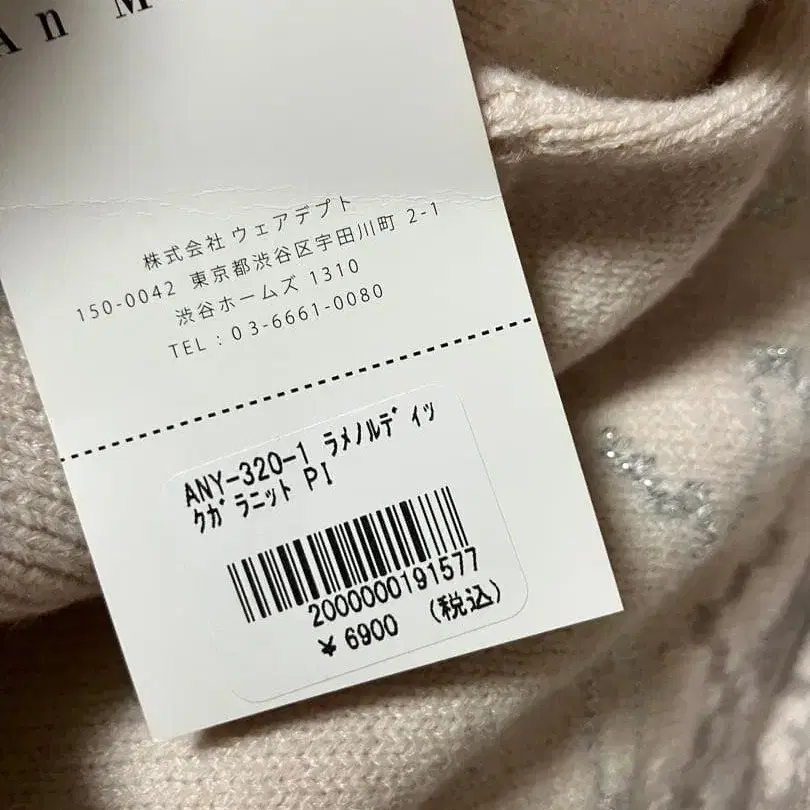 An M
株式会社ウェアデプト
150-0042 東京都渋谷区宇田川町 2-1
渋谷ホームズ 1310
TEL : 03-6661-0080
ANY-320-1 ﾗﾒﾉﾙﾃﾞｨｯ
ｸｶﾞﾗﾆｯﾄ PI
2000000191577
¥ 6900 (税込)